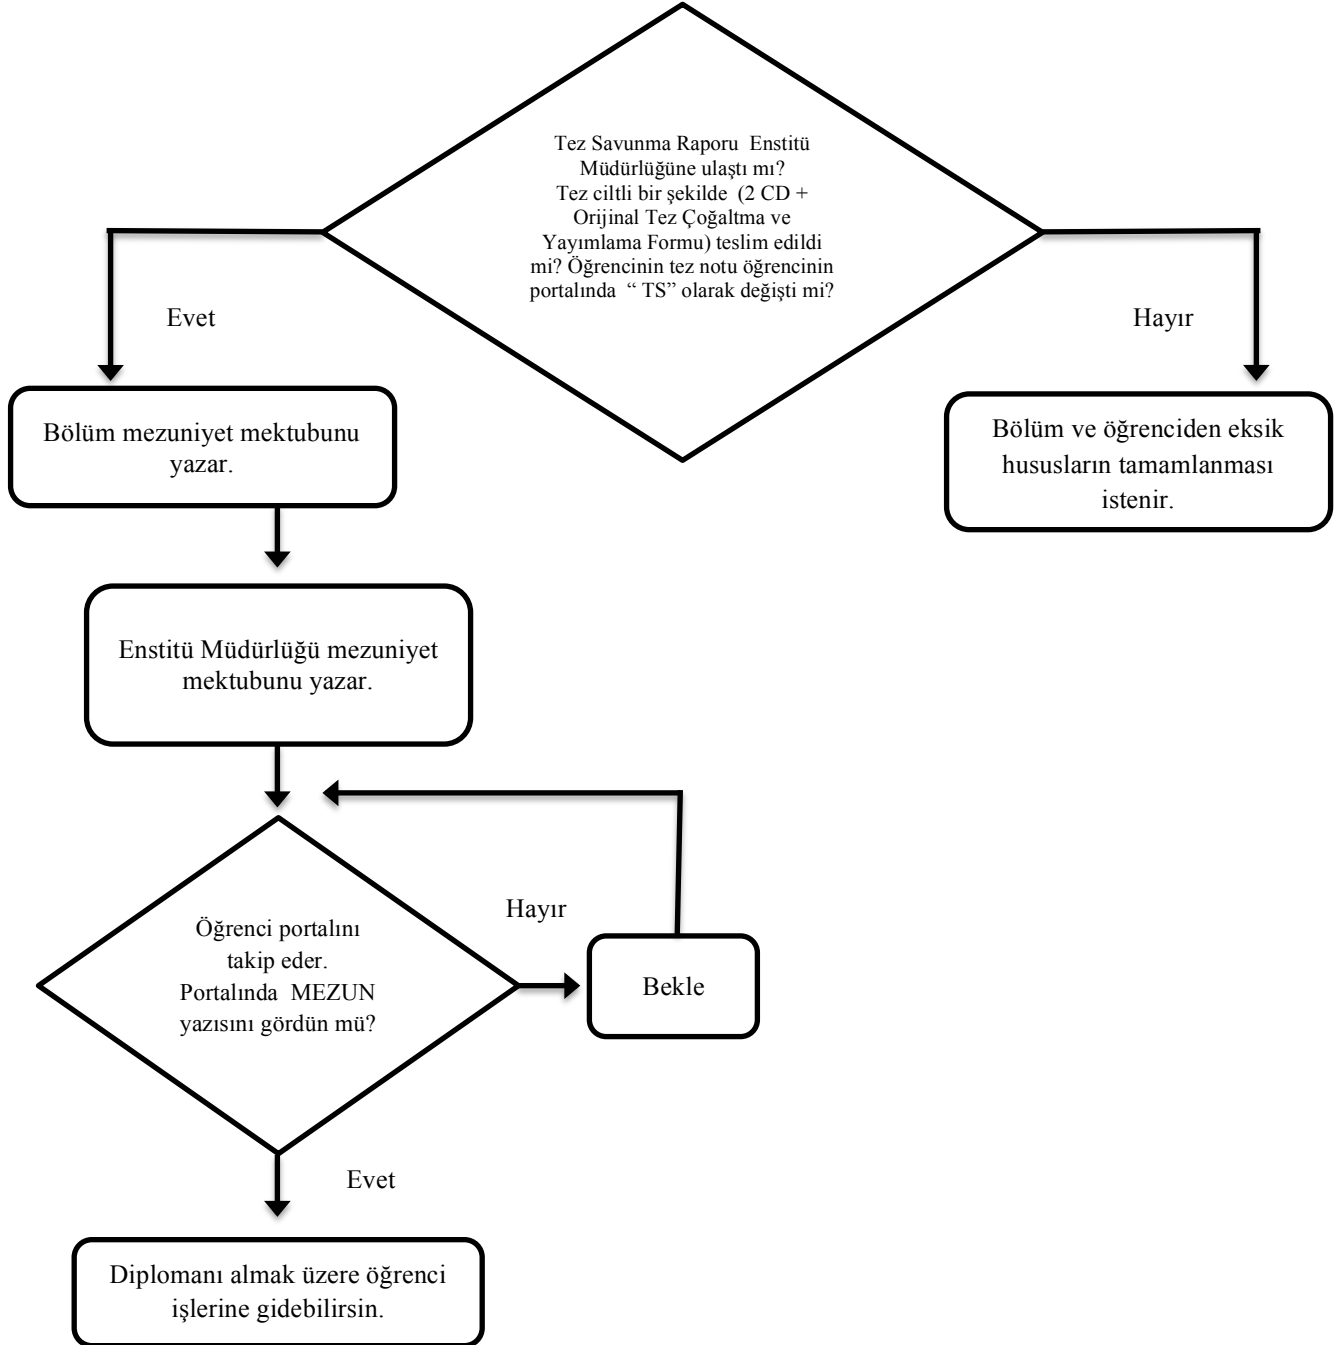 Tez Savunma Raporu Enstitü
Müdürlüğüne ulaştı mı?
Tez ciltli bir şekilde (2 CD +
Orijinal Tez Çoğaltma ve
Yayımlama Formu) teslim edildi
mi? Öğrencinin tez notu öğrencinin
portalında “ TS” olarak değişti mi?
Evet
Hayır
Bölüm mezuniyet mektubunu
yazar.
Bölüm ve öğrenciden eksik
hususların tamamlanması
istenir.
Enstitü Müdürlüğü mezuniyet
mektubunu yazar.
Öğrenci portalını
takip eder.
Portalında MEZUN
yazısını gördün mü?
Hayır
Bekle
Evet
Diplomanı almak üzere öğrenci
işlerine gidebilirsin.